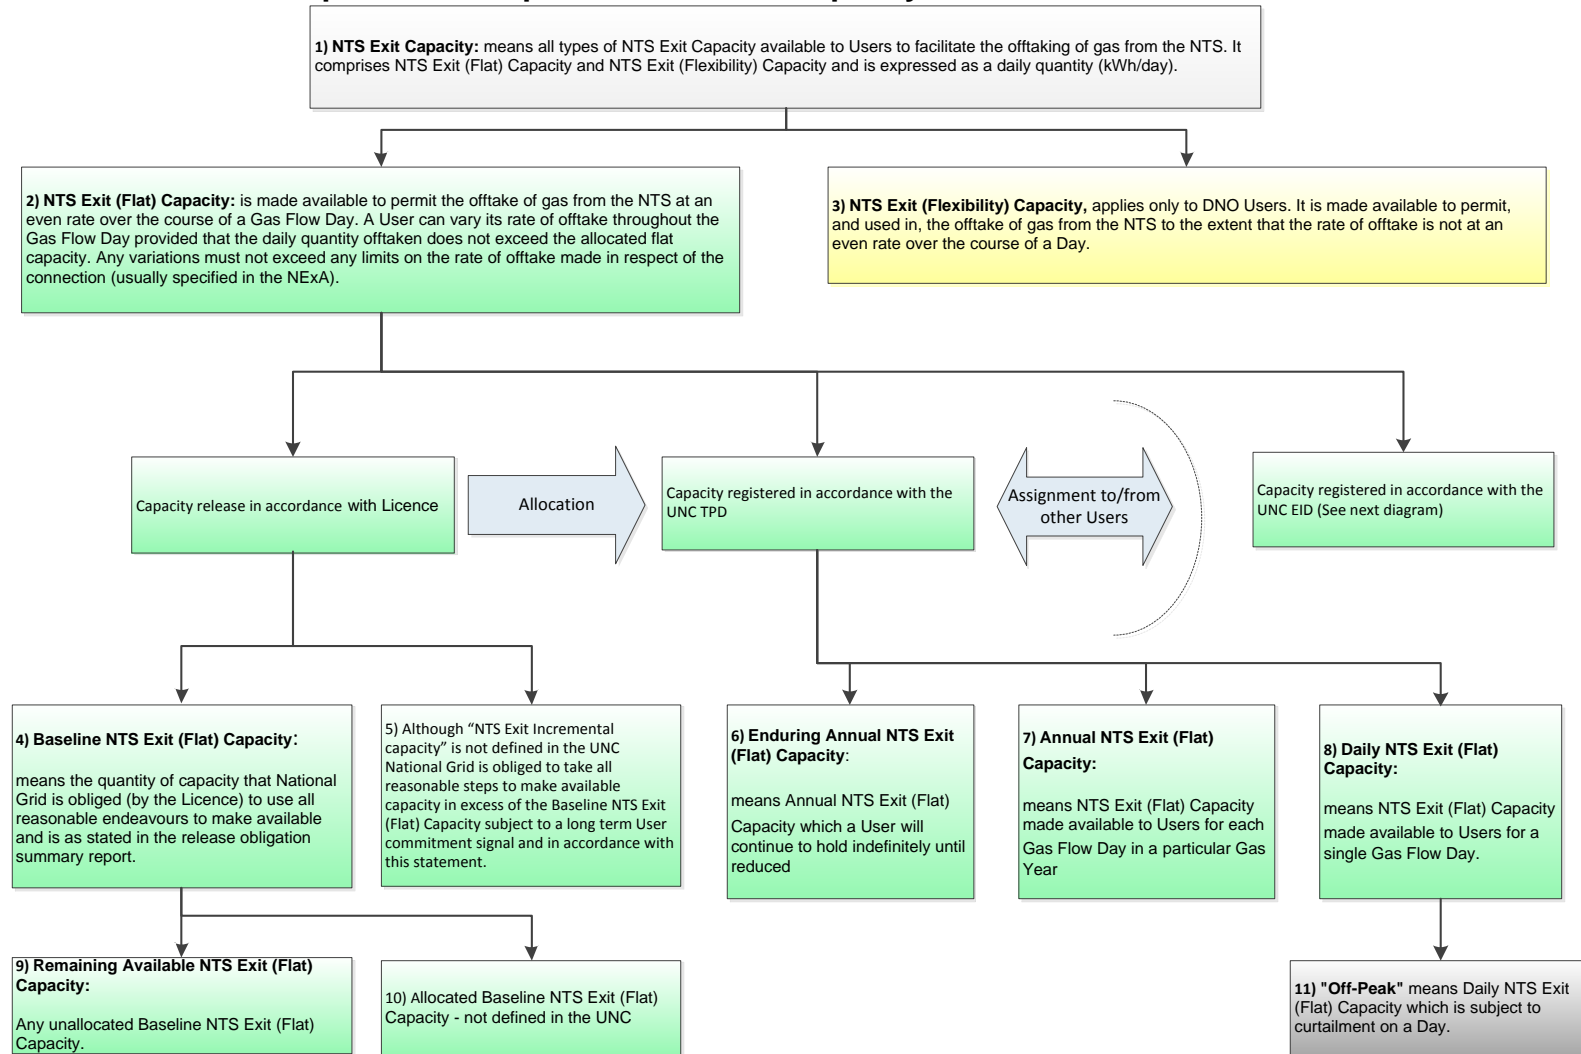 1) NTS Exit Capacity: means all types of NTS Exit Capacity available to Users to facilitate the offtaking of gas from the NTS. It
comprises NTS Exit (Flat) Capacity and NTS Exit (Flexibility) Capacity and is expressed as a daily quantity (kWh/day).
2) NTS Exit (Flat) Capacity: is made available to permit the offtake of gas from the NTS at an
even rate over the course of a Gas Flow Day. A User can vary its rate of offtake throughout the
Gas Flow Day provided that the daily quantity offtaken does not exceed the allocated flat
capacity. Any variations must not exceed any limits on the rate of offtake made in respect of the
connection (usually specified in the NExA).
3) NTS Exit (Flexibility) Capacity, applies only to DNO Users. It is made available to permit,
and used in, the offtake of gas from the NTS to the extent that the rate of offtake is not at an
even rate over the course of a Day.
Capacity release in accordance with Licence
Allocation
Capacity registered in accordance with the
UNC TPD
Assignment to/from
other Users
Capacity registered in accordance with the
UNC EID (See next diagram)
4) Baseline NTS Exit (Flat) Capacity:
means the quantity of capacity that National
Grid is obliged (by the Licence) to use all
reasonable endeavours to make available
and is as stated in the release obligation
summary report.
5) Although “NTS Exit Incremental
capacity” is not defined in the UNC
National Grid is obliged to take all
reasonable steps to make available
capacity in excess of the Baseline NTS Exit
(Flat) Capacity subject to a long term User
commitment signal and in accordance with
this statement.
6) Enduring Annual NTS Exit
(Flat) Capacity:
means Annual NTS Exit (Flat)
Capacity which a User will
continue to hold indefinitely until
reduced
7) Annual NTS Exit (Flat)
Capacity:
means NTS Exit (Flat) Capacity
made available to Users for each
Gas Flow Day in a particular Gas
Year
8) Daily NTS Exit (Flat)
Capacity:
means NTS Exit (Flat) Capacity
made available to Users for a
single Gas Flow Day.
9) Remaining Available NTS Exit (Flat)
Capacity:
Any unallocated Baseline NTS Exit (Flat)
Capacity.
10) Allocated Baseline NTS Exit (Flat)
Capacity - not defined in the UNC
11) "Off-Peak" means Daily NTS Exit
(Flat) Capacity which is subject to
curtailment on a Day.